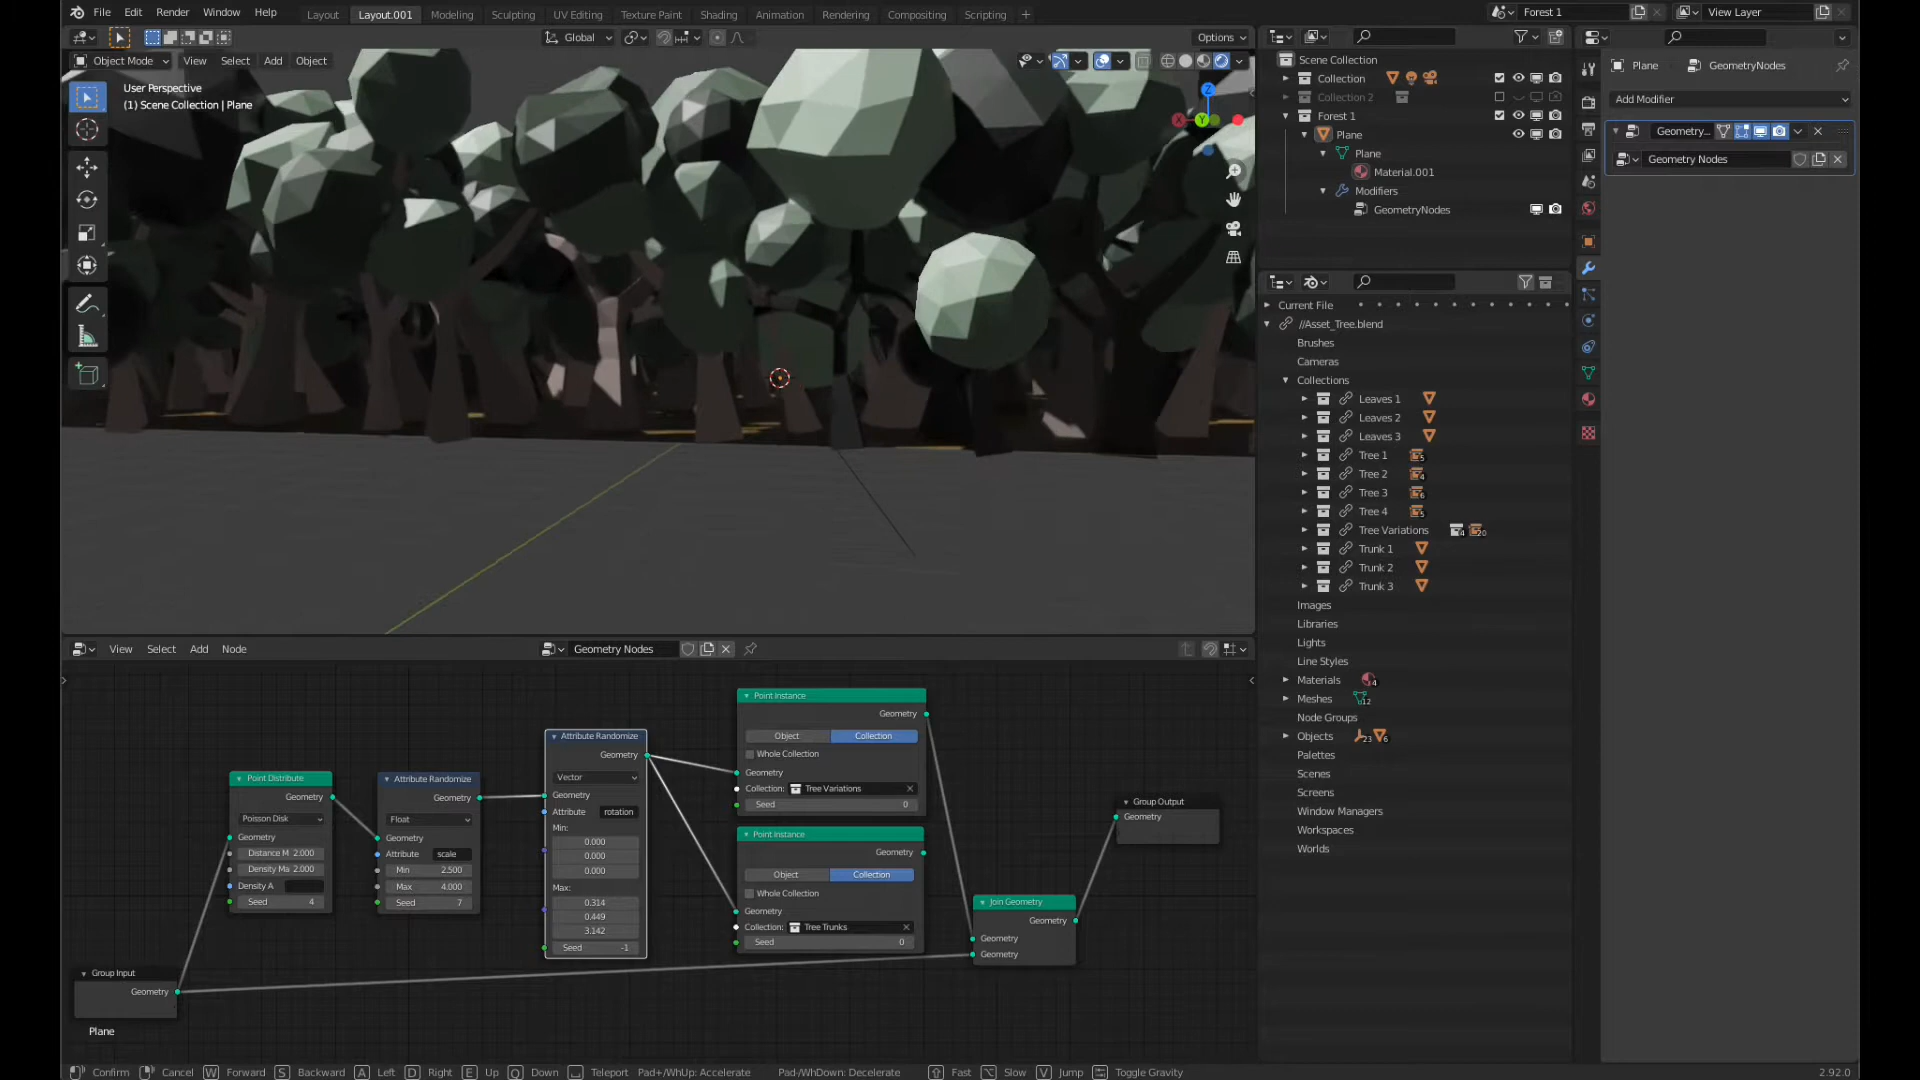 File Edit Render Window Help
Layout Layout.001 Modeling Sculpting UV Editing Texture Paint Shading Animation Rendering Compositing Scripting +
Forest 1
View Layer
Global
Options
Object Mode View Select Add Object
User Perspective
(1) Scene Collection | Plane
Z
X
Y
Scene Collection
Collection
Collection 2
Forest 1
Plane
Plane
Material.001
Modifiers
GeometryNodes
Current File
//Asset_Tree.blend
Brushes
Cameras
Collections
Leaves 1
Leaves 2
Leaves 3
Tree 1 5
Tree 2 4
Tree 3 6
Tree 4 5
Tree Variations 4 20
Trunk 1
Trunk 2
Trunk 3
Images
Libraries
Lights
Line Styles
Materials 4
Meshes 12
Node Groups
Objects 23 6
Palettes
Scenes
Screens
Window Managers
Workspaces
Worlds
Plane GeometryNodes
Add Modifier
Geometry...
Geometry Nodes
View Select Add Node
Geometry Nodes
Point Distribute
Geometry
Poisson Disk
Geometry
Distance M 2.000
Density Ma 2.000
Density A
Seed 4
Attribute Randomize
Geometry
Float
Geometry
Attribute scale
Min 2.500
Max 4.000
Seed 7
Attribute Randomize
Geometry
Vector
Geometry
Attribute rotation
Min:
0.000
0.000
0.000
Max:
0.314
0.449
3.142
Seed -1
Point Instance
Geometry
Object Collection
Whole Collection
Geometry
Collection: Tree Variations
Seed 0
Point Instance
Geometry
Object Collection
Whole Collection
Geometry
Collection: Tree Trunks
Seed 0
Join Geometry
Geometry
Geometry
Geometry
Group Output
Geometry
Group Input
Geometry
Plane
Confirm Cancel W Forward S Backward A Left D Right E Up Q Down Teleport Pad+/WhUp: Accelerate Pad-/WhDown: Decelerate Fast Slow V Jump Toggle Gravity
2.92.0